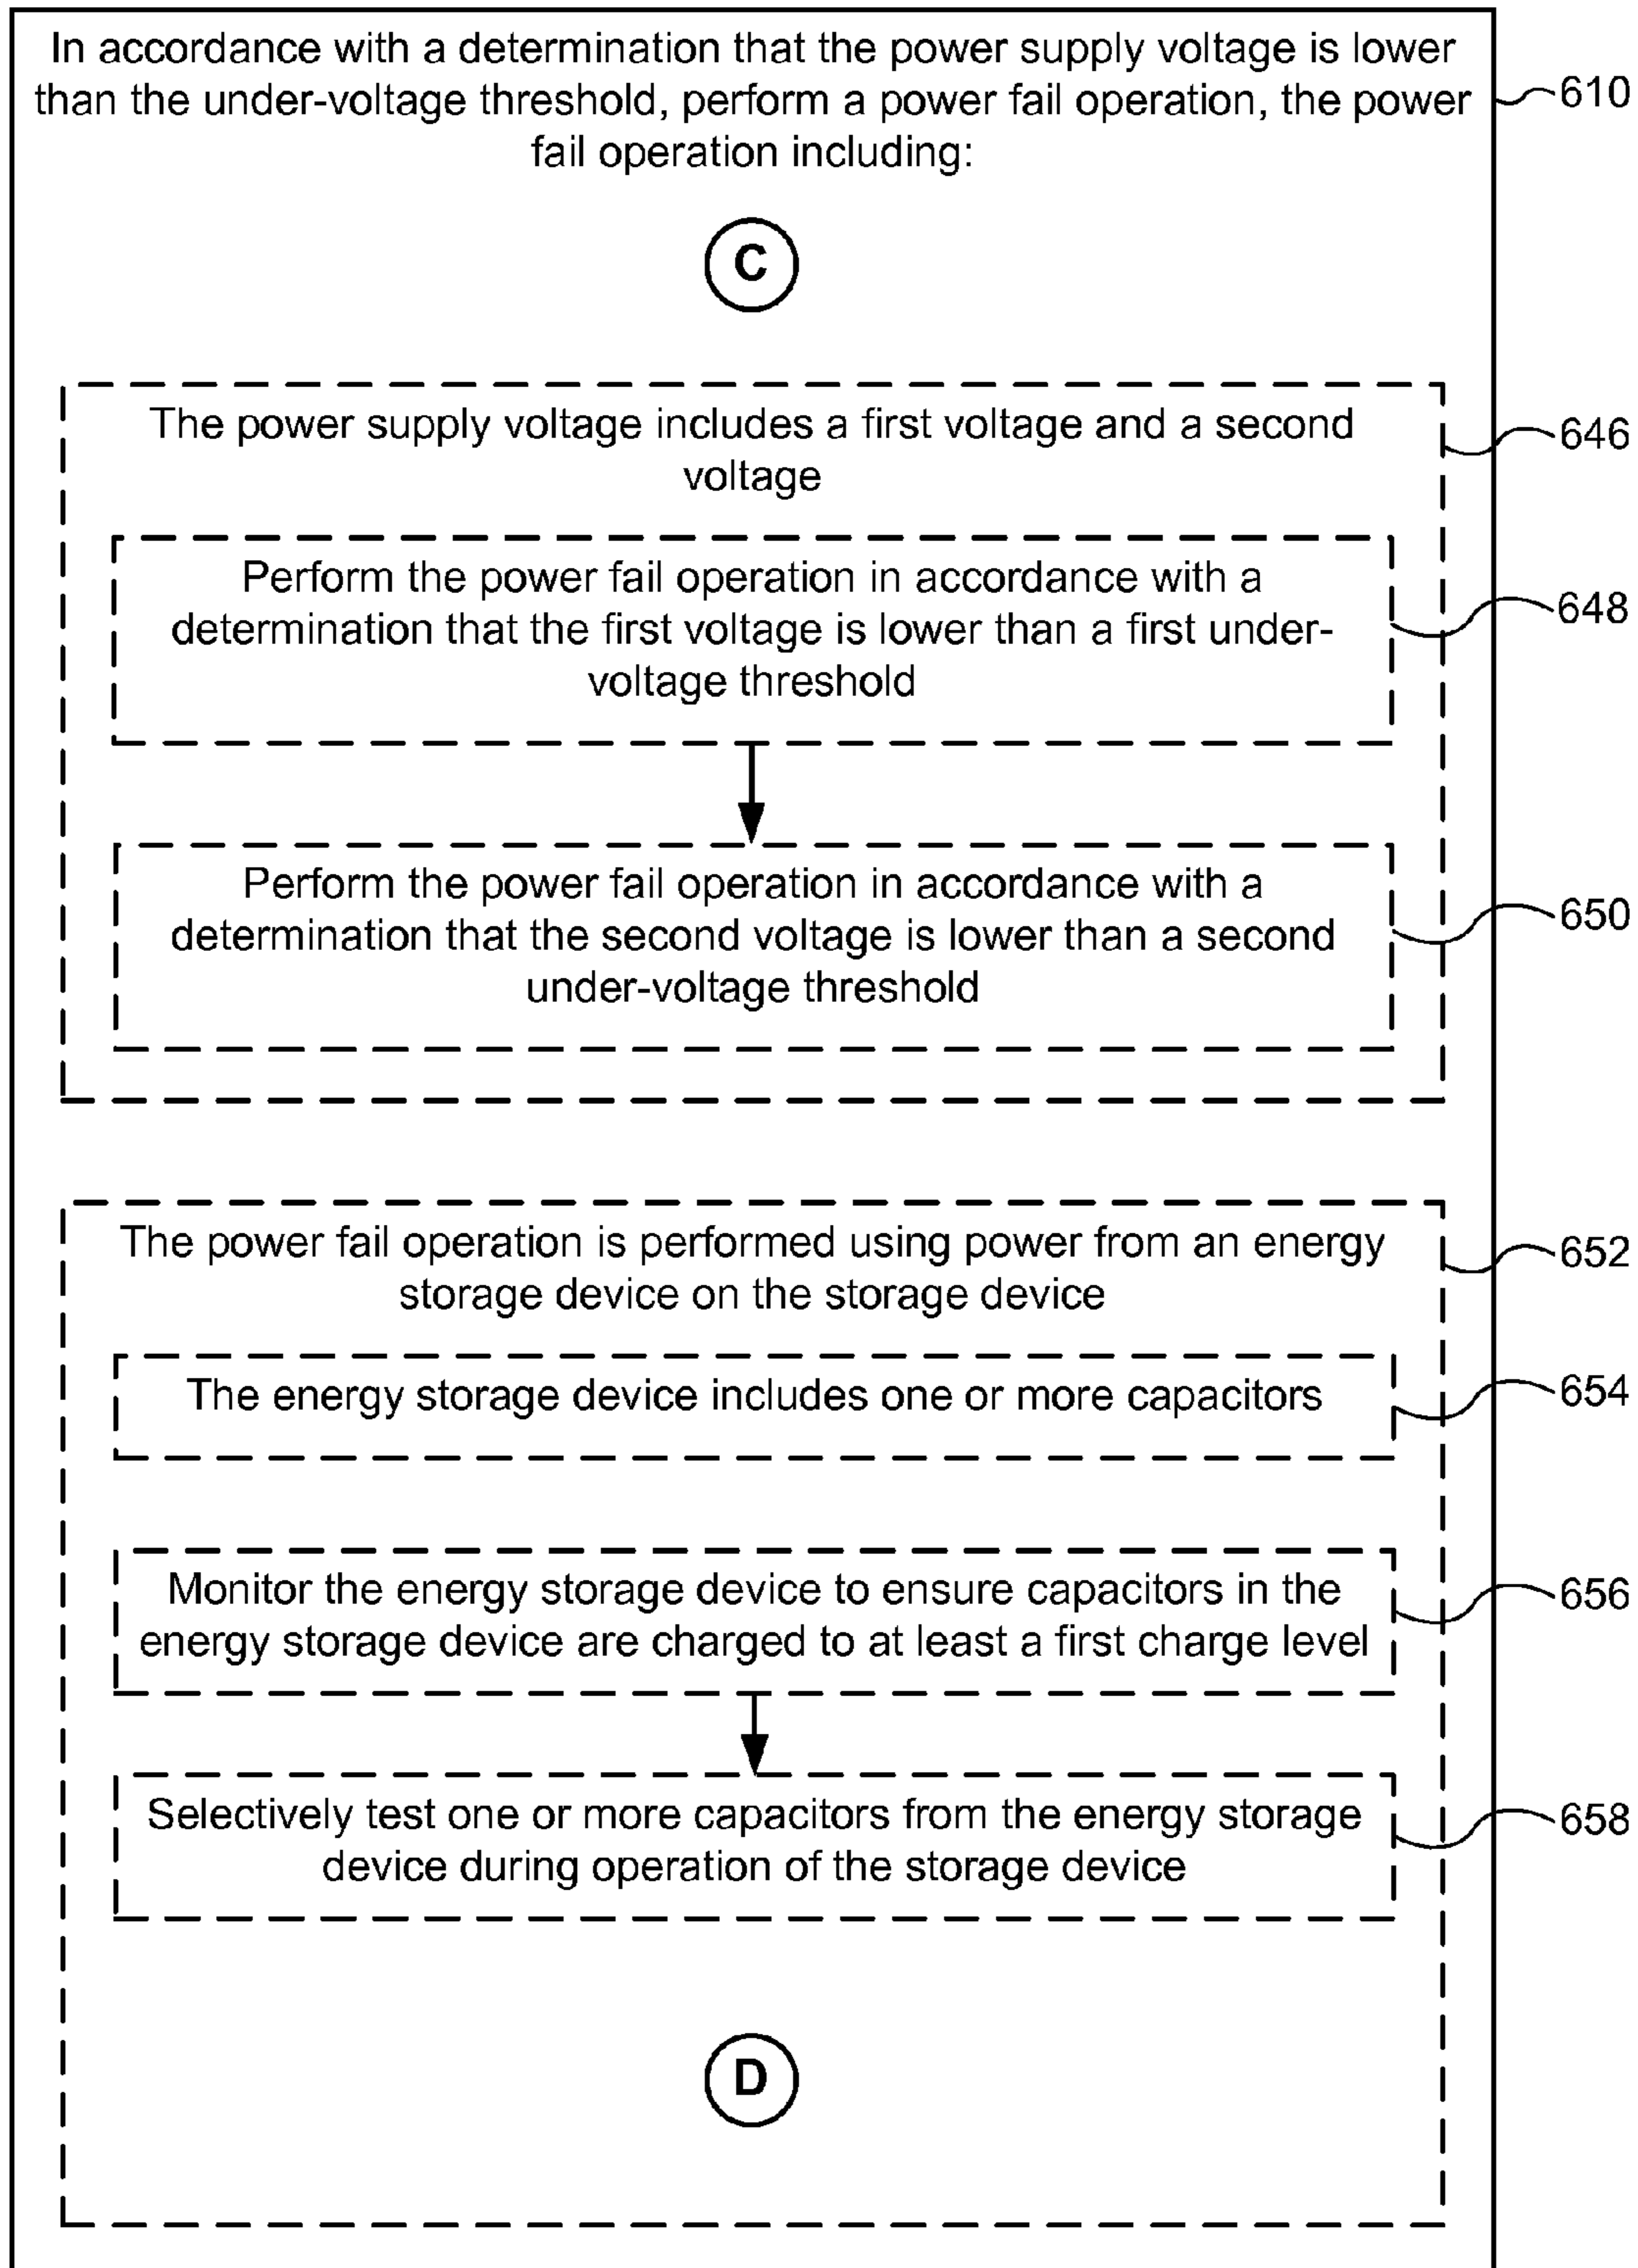 In accordance with a determination that the power supply voltage is lower
than the under-voltage threshold, perform a power fail operation, the power
fail operation including:
610
C
The power supply voltage includes a first voltage and a second
voltage
646
Perform the power fail operation in accordance with a
determination that the first voltage is lower than a first under-
voltage threshold
648
Perform the power fail operation in accordance with a
determination that the second voltage is lower than a second
under-voltage threshold
650
The power fail operation is performed using power from an energy
storage device on the storage device
652
The energy storage device includes one or more capacitors
654
Monitor the energy storage device to ensure capacitors in the
energy storage device are charged to at least a first charge level
656
Selectively test one or more capacitors from the energy storage
device during operation of the storage device
658
D